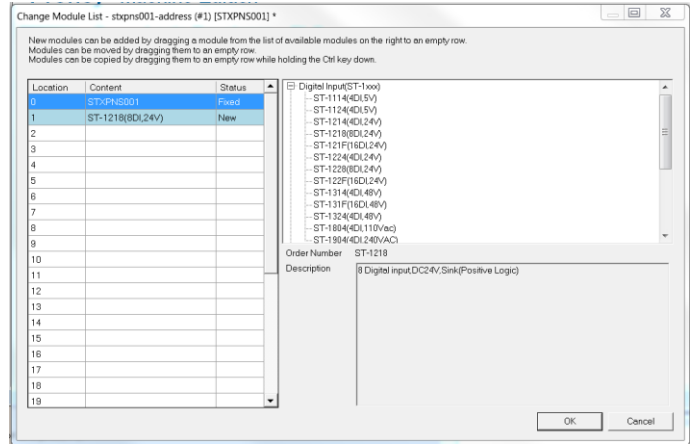 Change Module List - stxpns001-address (#1) [STXPNS001] *
New modules can be added by dragging a module from the list of available modules on the right to an empty row.
Modules can be moved by dragging them to an empty row.
Modules can be copied by dragging them to an empty row while holding the Ctrl key down.
Location Content Status
0 STXPNS001 Fixed
1 ST-1218(8DI,24V) New
2
3
4
5
6
7
8
9
10
11
12
13
14
15
16
17
18
19
Digital Input(ST-1xxx)
ST-1114(4DI,5V)
ST-1124(4DI,5V)
ST-1214(4DI,24V)
ST-1218(8DI,24V)
ST-121F(16DI,24V)
ST-1224(4DI,24V)
ST-1228(8DI,24V)
ST-122F(16DI,24V)
ST-1314(4DI,48V)
ST-131F(16DI,48V)
ST-1324(4DI,48V)
ST-1804(4DI,110Vac)
ST-1904(4DI,240VAC)
Order Number ST-1218
Description 8 Digital input,DC24V,Sink(Positive Logic)
OK Cancel